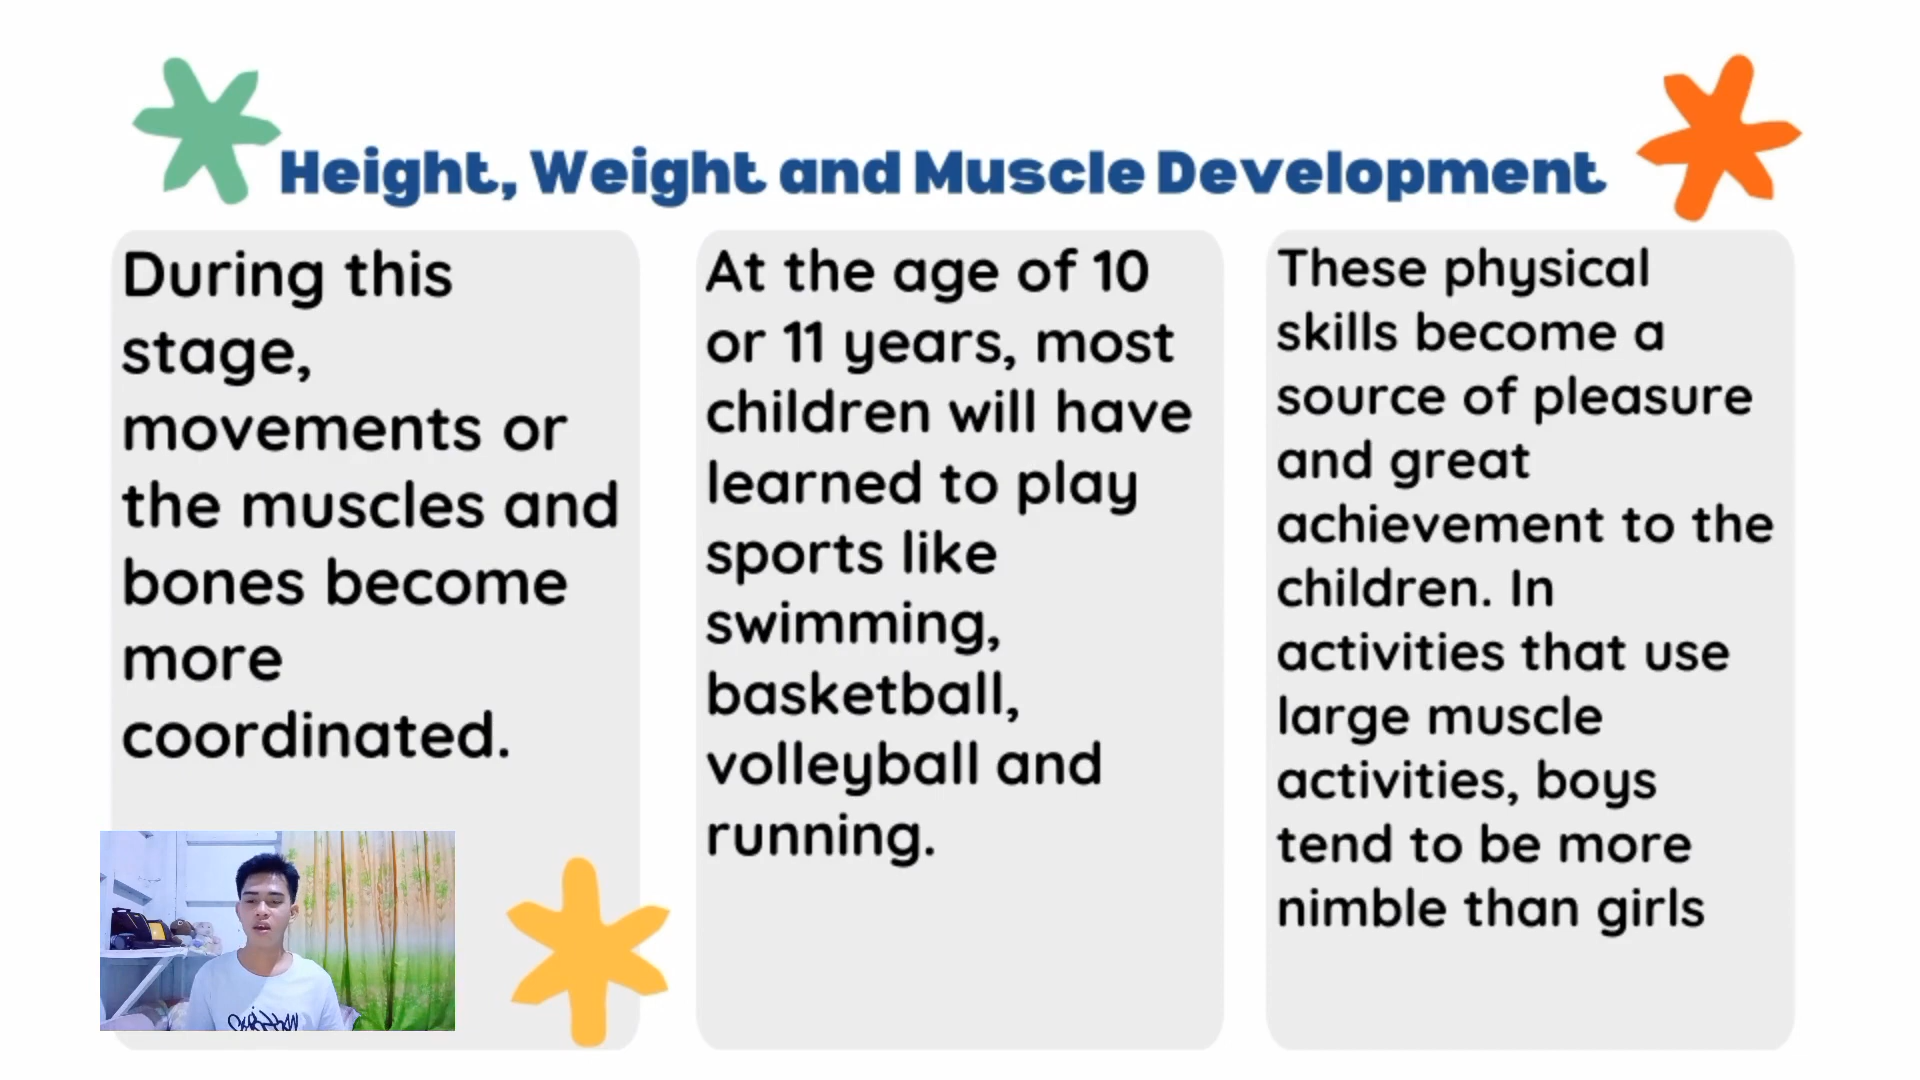 Height, Weight and Muscle Development
During this
stage,
movements or
the muscles and
bones become
more
coordinated.
At the age of 10
or 11 years, most
children will have
learned to play
sports like
swimming,
basketball,
volleyball and
running.
These physical
skills become a
source of pleasure
and great
achievement to the
children. In
activities that use
large muscle
activities, boys
tend to be more
nimble than girls